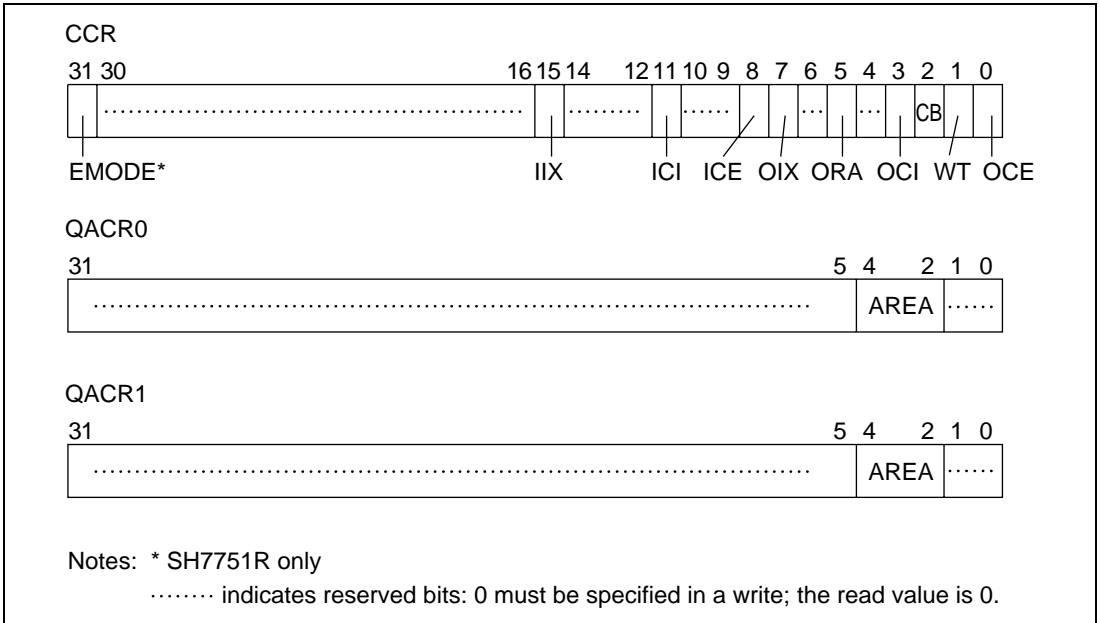 CCR
31 30 16 15 14 12 11 10 9 8 7 6 5 4 3 2 1 0
CB
EMODE* IIX ICI ICE OIX ORA OCI WT OCE
QACR0
31 5 4 2 1 0
AREA
QACR1
31 5 4 2 1 0
AREA
Notes: * SH7751R only
········ indicates reserved bits: 0 must be specified in a write; the read value is 0.